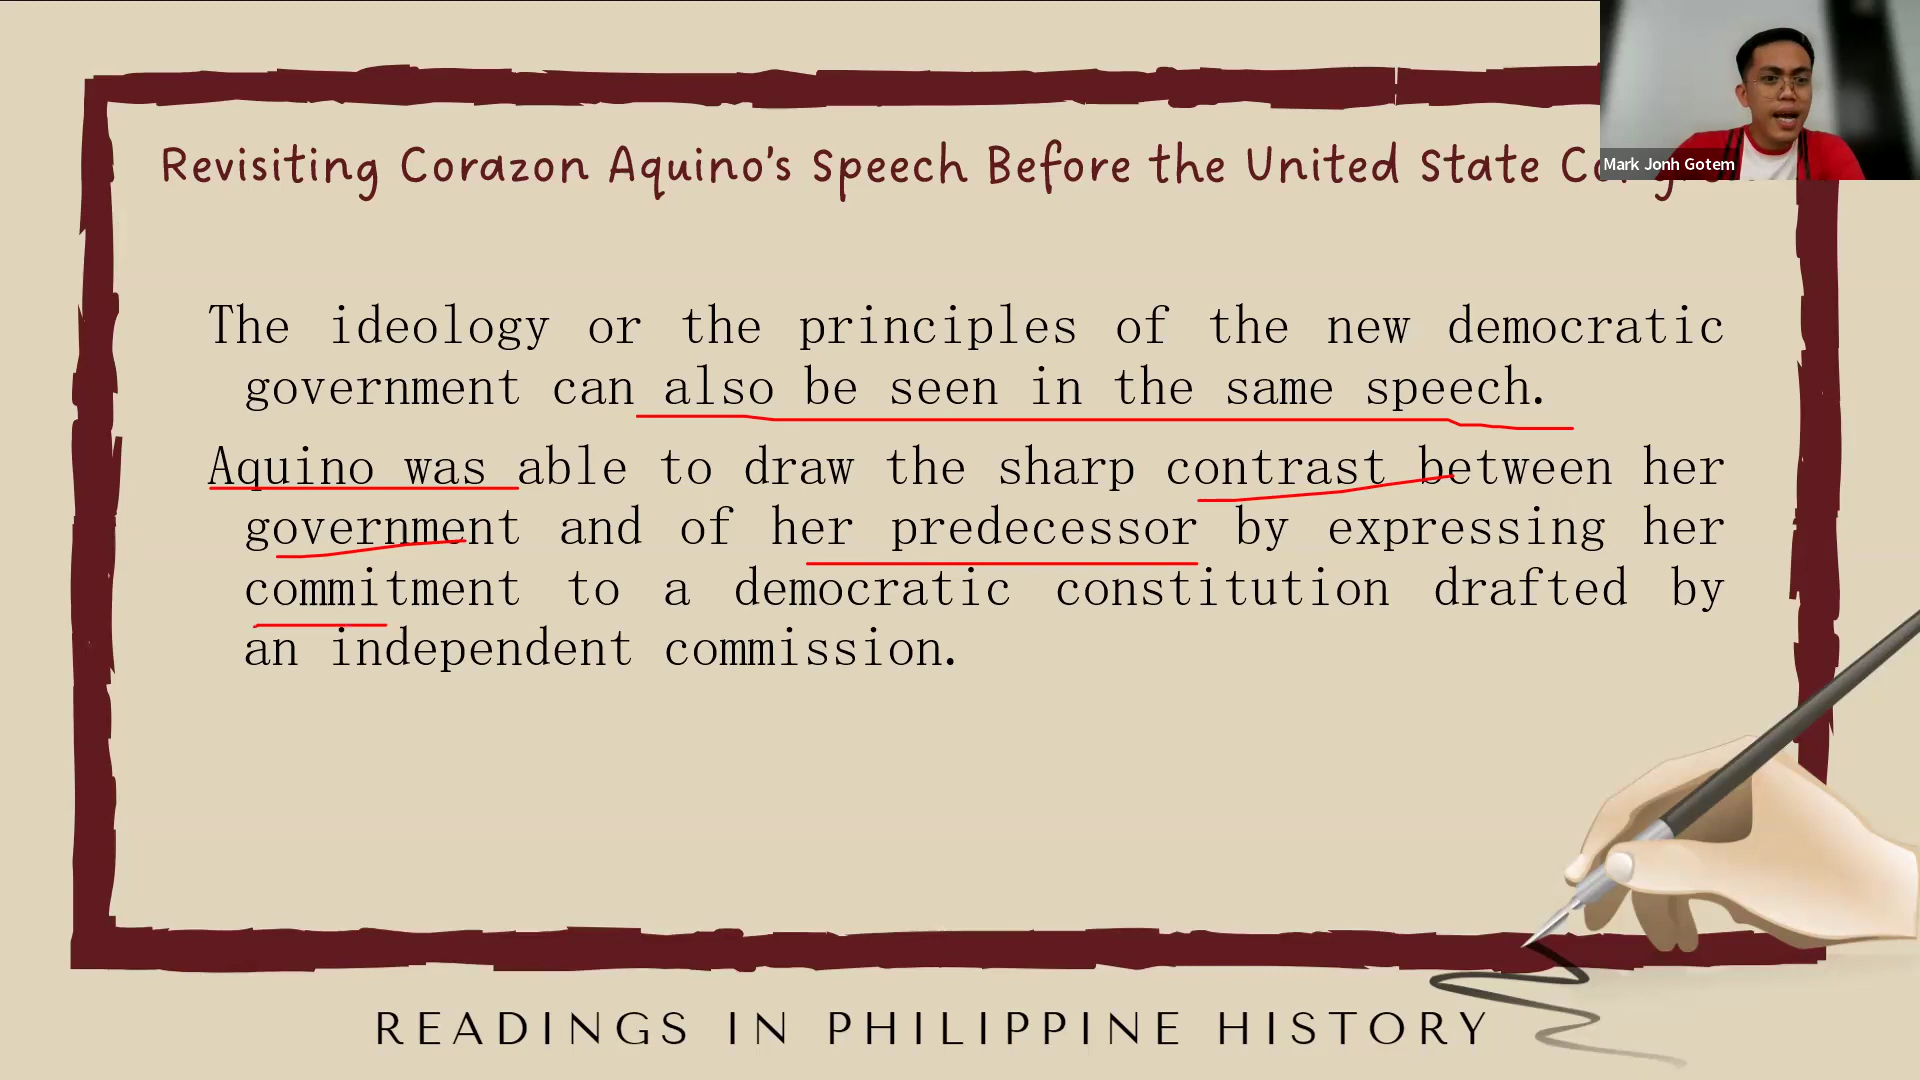 Revisiting Corazon Aquino's Speech Before the United State
Mark Jonh Gotem
The ideology or the principles of the new democratic
government can also be seen in the same speech.
Aquino was able to draw the sharp contrast between her
government and of her predecessor by expressing her
commitment to a democratic constitution drafted by
an independent commission.
READINGS IN PHILIPPINE HISTORY